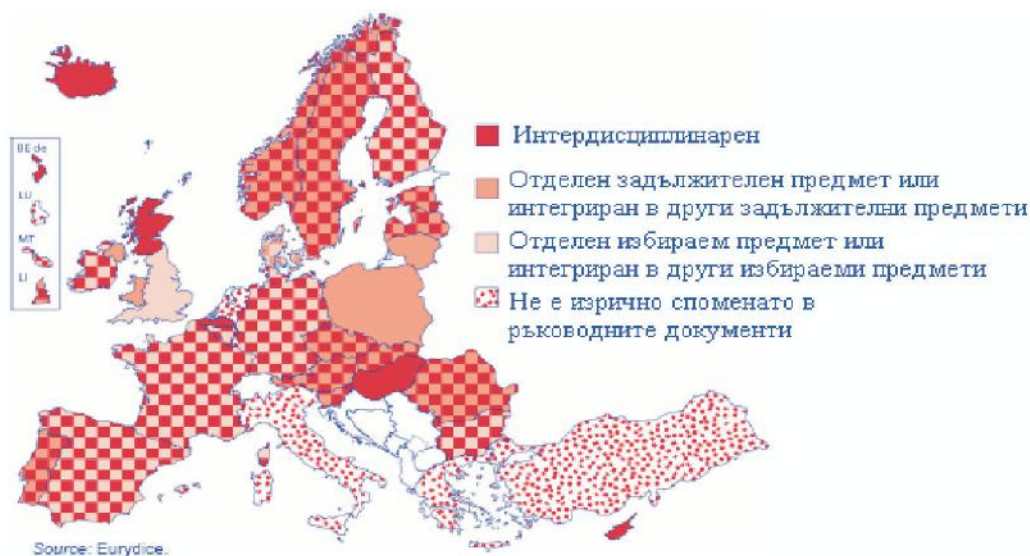 BE-de
LU
MT
LI
Интердисциплинарен
Отделен задължителен предмет или
интегриран в други задължителни предмети
Отделен избираем предмет или
интегриран в други избираеми предмети
Не е изрично споменато в
ръководните документи
Source: Eurydice.